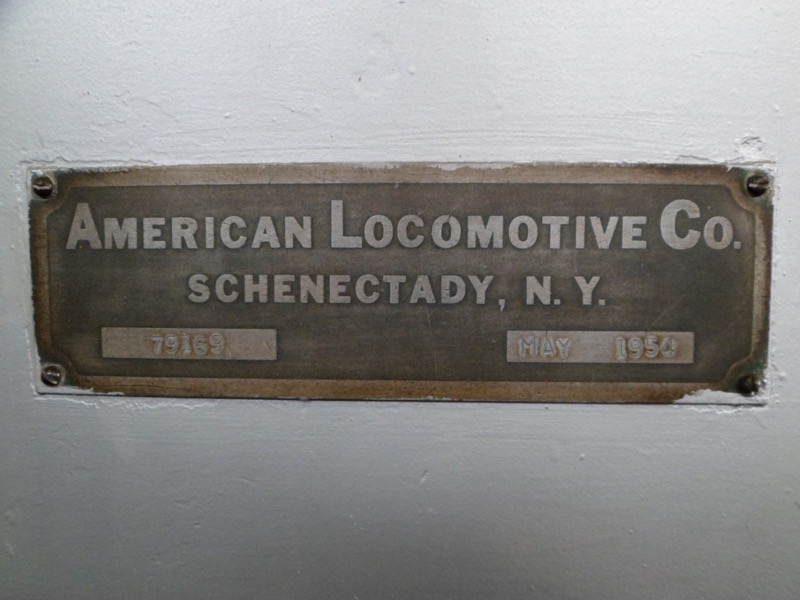 AMERICAN LOCOMOTIVE CO.
SCHENECTADY, N. Y.
79169 MAY 1954